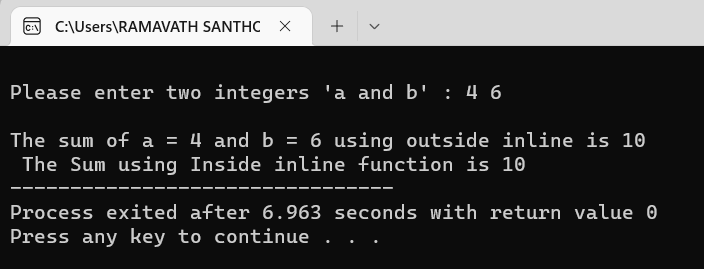 C:\Users\RAMAVATH SANTHC
Please enter two integers 'a and b' : 4 6
The sum of a = 4 and b = 6 using outside inline is 10
The Sum using Inside inline function is 10
--------------------------------
Process exited after 6.963 seconds with return value 0
Press any key to continue . . .